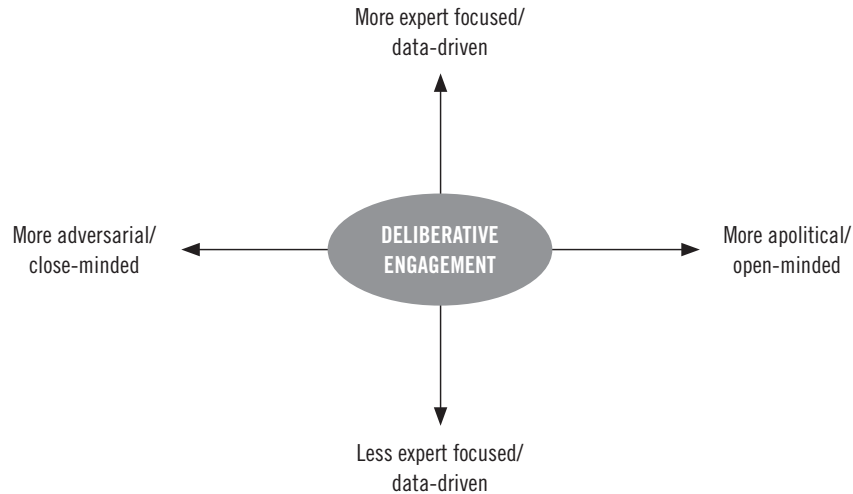 More expert focused/
data-driven
More adversarial/
close-minded
DELIBERATIVE
ENGAGEMENT
More apolitical/
open-minded
Less expert focused/
data-driven